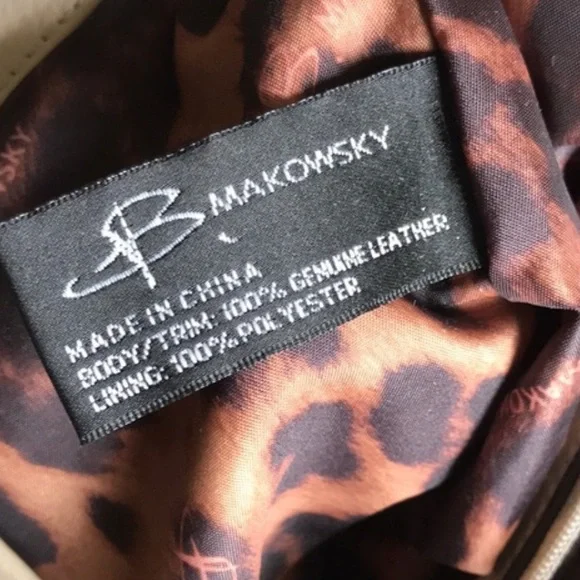 B MAKOWSKY
MADE IN CHINA
BODY/TRIM: 100% GENUINE LEATHER
LINING: 100% POLYESTER